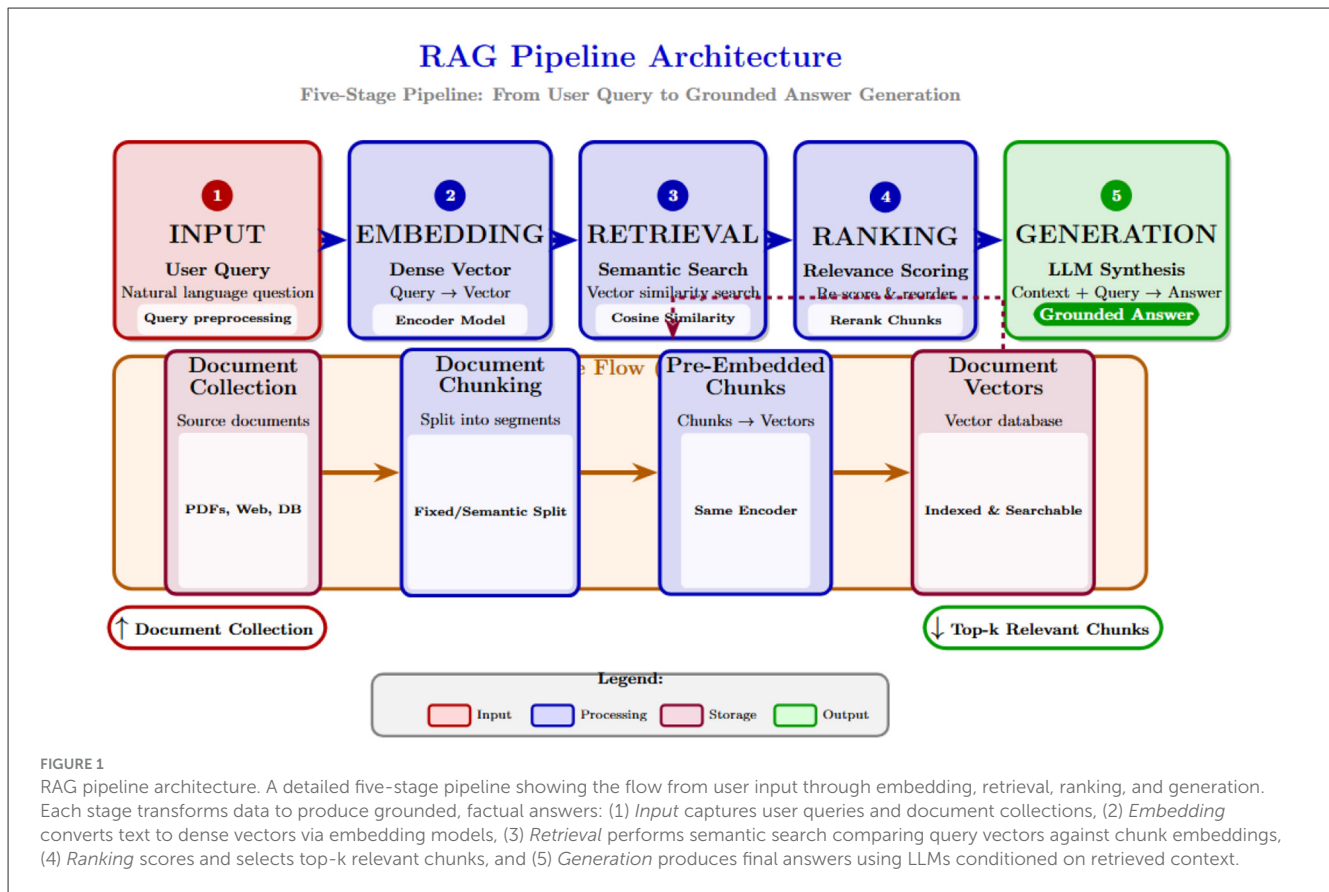 RAG Pipeline Architecture
Five-Stage Pipeline: From User Query to Grounded Answer Generation
1
INPUT
User Query
Natural language question
Query preprocessing
2
EMBEDDING
Dense Vector
Query → Vector
Encoder Model
3
RETRIEVAL
Semantic Search
Vector similarity search
Cosine Similarity
4
RANKING
Relevance Scoring
Re-score & reorder
Rerank Chunks
5
GENERATION
LLM Synthesis
Context + Query → Answer
Grounded Answer
Flow (
Document
Collection
Source documents
PDFs, Web, DB
Document
Chunking
Split into segments
Fixed/Semantic Split
Pre-Embedded
Chunks
Chunks → Vectors
Same Encoder
Document
Vectors
Vector database
Indexed & Searchable
↑ Document Collection
↓ Top-k Relevant Chunks
Legend:
Input
Processing
Storage
Output
FIGURE 1
RAG pipeline architecture. A detailed five-stage pipeline showing the flow from user input through embedding, retrieval, ranking, and generation.
Each stage transforms data to produce grounded, factual answers: (1) Input captures user queries and document collections, (2) Embedding
converts text to dense vectors via embedding models, (3) Retrieval performs semantic search comparing query vectors against chunk embeddings,
(4) Ranking scores and selects top-k relevant chunks, and (5) Generation produces final answers using LLMs conditioned on retrieved context.